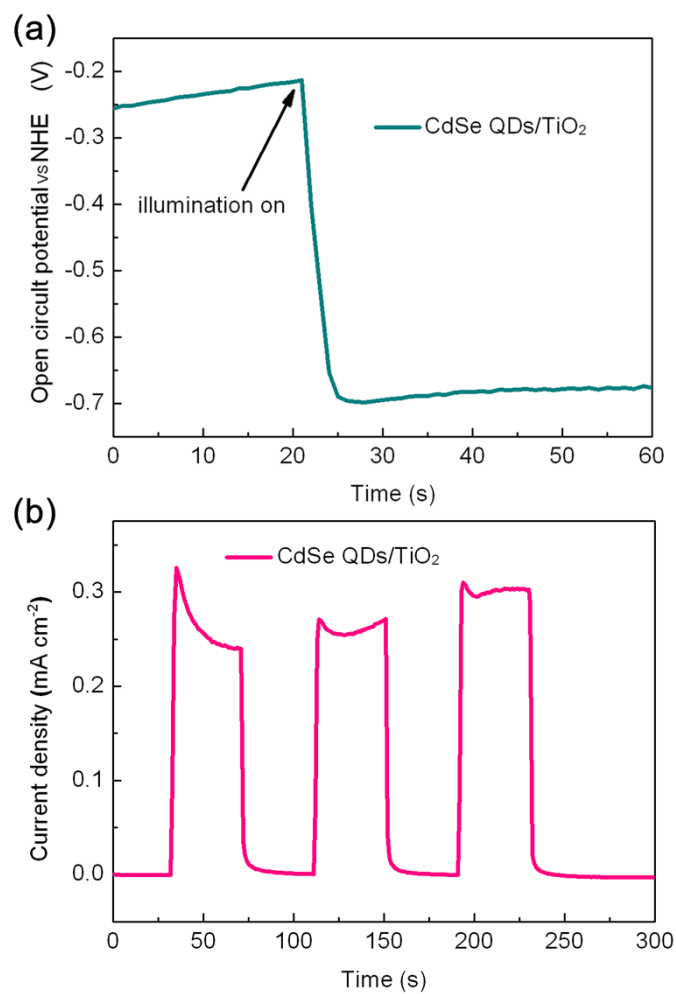 (a)
Open circult potential vs NHE (V)
-0.2
-0.3
-0.4
-0.5
-0.6
-0.7
CdSe QDs/TiO₂
illumination on
0 10 20 30 40 50 60
Time (s)
(b)
Current density (mA cm⁻²)
0.3
0.2
0.1
0.0
CdSe QDs/TiO₂
0 50 100 150 200 250 300
Time (s)